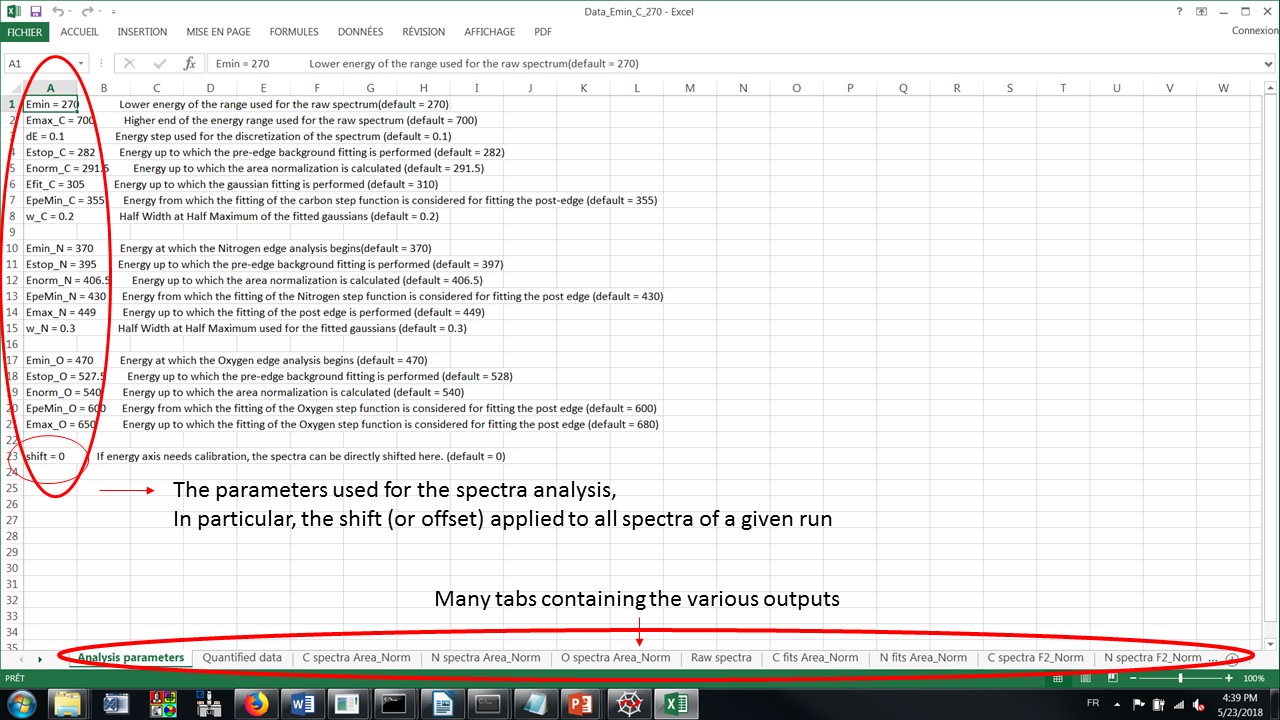 Data_Emin_C_270 - Excel
FICHIER ACCUEIL INSERTION MISE EN PAGE FORMULES DONNÉES RÉVISION AFFICHAGE PDF Connexion
A1 fx Emin = 270 Lower energy of the range used for the raw spectrum(default = 270)
A B C D E F G H I J K L M N O P Q R S T U V W
1 Emin = 270 Lower energy of the range used for the raw spectrum(default = 270)
2 Emax_C = 700 Higher end of the energy range used for the raw spectrum (default = 700)
3 dE = 0.1 Energy step used for the discretization of the spectrum (default = 0.1)
4 Estop_C = 282 Energy up to which the pre-edge background fitting is performed (default = 282)
5 Enorm_C = 291.5 Energy up to which the area normalization is calculated (default = 291.5)
6 Efit_C = 305 Energy up to which the gaussian fitting is performed (default = 310)
7 EpeMin_C = 355 Energy from which the fitting of the carbon step function is considered for fitting the post-edge (default = 355)
8 w_C = 0.2 Half Width at Half Maximum of the fitted gaussians (default = 0.2)
9
10 Emin_N = 370 Energy at which the Nitrogen edge analysis begins(default = 370)
11 Estop_N = 395 Energy up to which the pre-edge background fitting is performed (default = 397)
12 Enorm_N = 406.5 Energy up to which the area normalization is calculated (default = 406.5)
13 EpeMin_N = 430 Energy from which the fitting of the Nitrogen step function is considered for fitting the post edge (default = 430)
14 Emax_N = 449 Energy up to which the fitting of the post edge is performed (default = 449)
15 w_N = 0.3 Half Width at Half Maximum used for the fitted gaussians (default = 0.3)
16
17 Emin_O = 470 Energy at which the Oxygen edge analysis begins (default = 470)
18 Estop_O = 527.5 Energy up to which the pre-edge background fitting is performed (default = 528)
19 Enorm_O = 540 Energy up to which the area normalization is calculated (default = 540)
20 EpeMin_O = 600 Energy from which the fitting of the Oxygen step function is considered for fitting the post edge (default = 600)
21 Emax_O = 650 Energy up to which the fitting of the Oxygen step function is considered for fitting the post edge (default = 680)
22
23 shift = 0 If energy axis needs calibration, the spectra can be directly shifted here. (default = 0)
24
25 The parameters used for the spectra analysis,
26
27 In particular, the shift (or offset) applied to all spectra of a given run
28
29
30
31
32 Many tabs containing the various outputs
33
34
35
Analysis parameters Quantified data C spectra Area_Norm N spectra Area_Norm O spectra Area_Norm Raw spectra C fits Area_Norm N fits Area_Norm C spectra F2_Norm N spectra F2_Norm ...
PRÊT 100%
FR 4:39 PM
5/23/2018